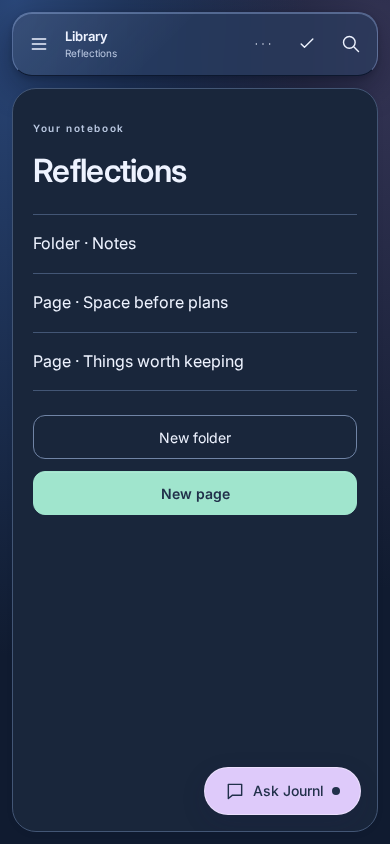 Library
Reflections
Your notebook
Reflections
Folder · Notes
Page · Space before plans
Page · Things worth keeping
New folder
New page
Ask Journl